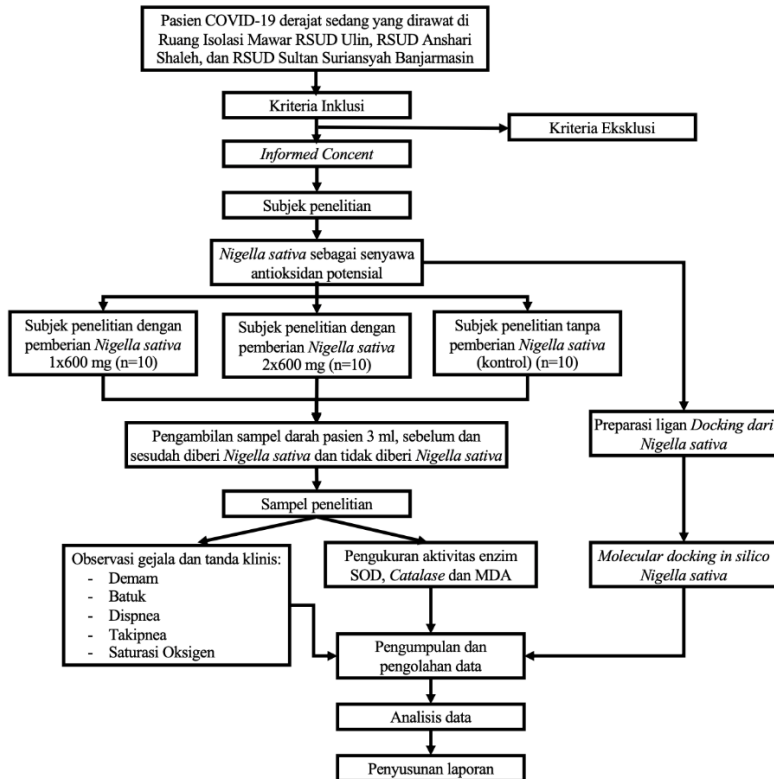 Pasien COVID-19 derajat sedang yang dirawat di
Ruang Isolasi Mawar RSUD Ulin, RSUD Anshari
Shaleh, dan RSUD Sultan Suriansyah Banjarmasin
Kriteria Inklusi
Kriteria Eksklusi
Informed Concent
Subjek penelitian
Nigella sativa sebagai senyawa
antioksidan potensial
Subjek penelitian dengan
pemberian Nigella sativa
1x600 mg (n=10)
Subjek penelitian dengan
pemberian Nigella sativa
2x600 mg (n=10)
Subjek penelitian tanpa
pemberian Nigella sativa
(kontrol) (n=10)
Pengambilan sampel darah pasien 3 ml, sebelum dan
sesudah diberi Nigella sativa dan tidak diberi Nigella sativa
Preparasi ligan Docking dari
Nigella sativa
Sampel penelitian
Observasi gejala dan tanda klinis:
- Demam
- Batuk
- Dispnea
- Takipnea
- Saturasi Oksigen
Pengukuran aktivitas enzim
SOD, Catalase dan MDA
Molecular docking in silico
Nigella sativa
Pengumpulan dan
pengolahan data
Analisis data
Penyusunan laporan